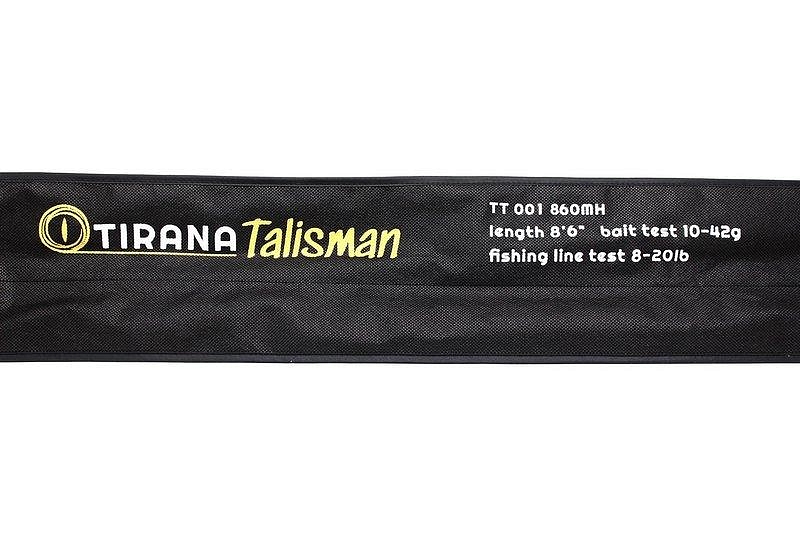 TIRANA Talisman
TT 001 860MH
length 8'6" bait test 10-42g
fishing line test 8-20lb